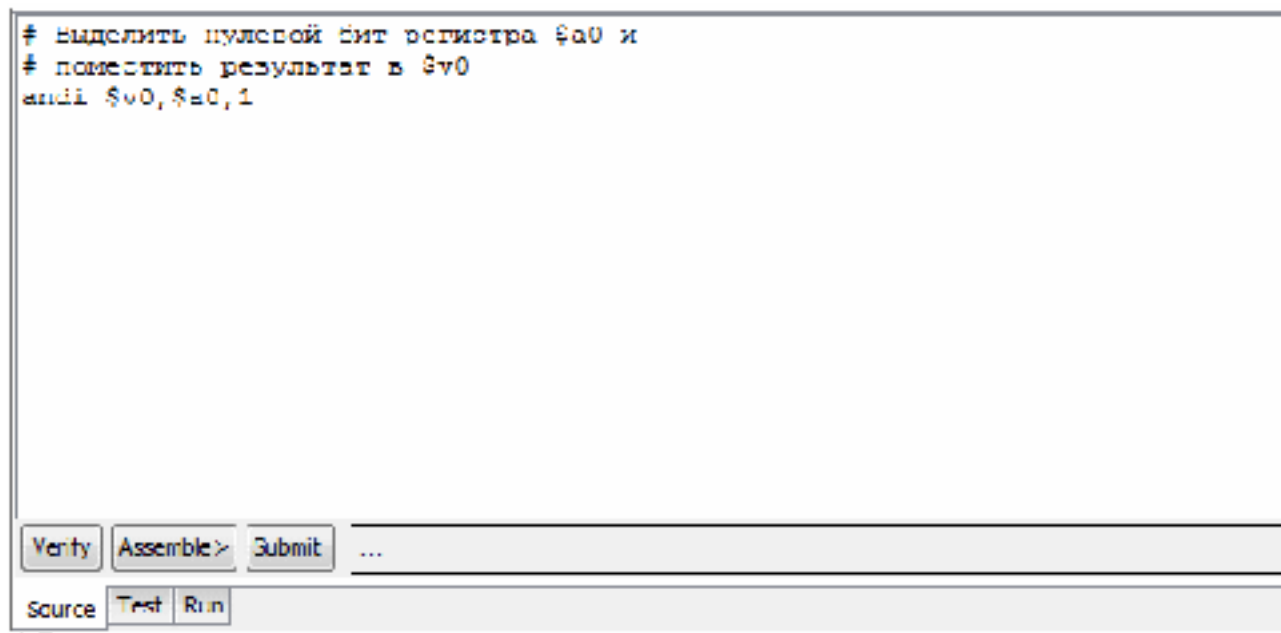 # Выделить нулевой бит регистра $a0 и
# поместить результат в $v0
andi $v0,$a0,1
Verify Assemble> Submit ...
Source Test Run